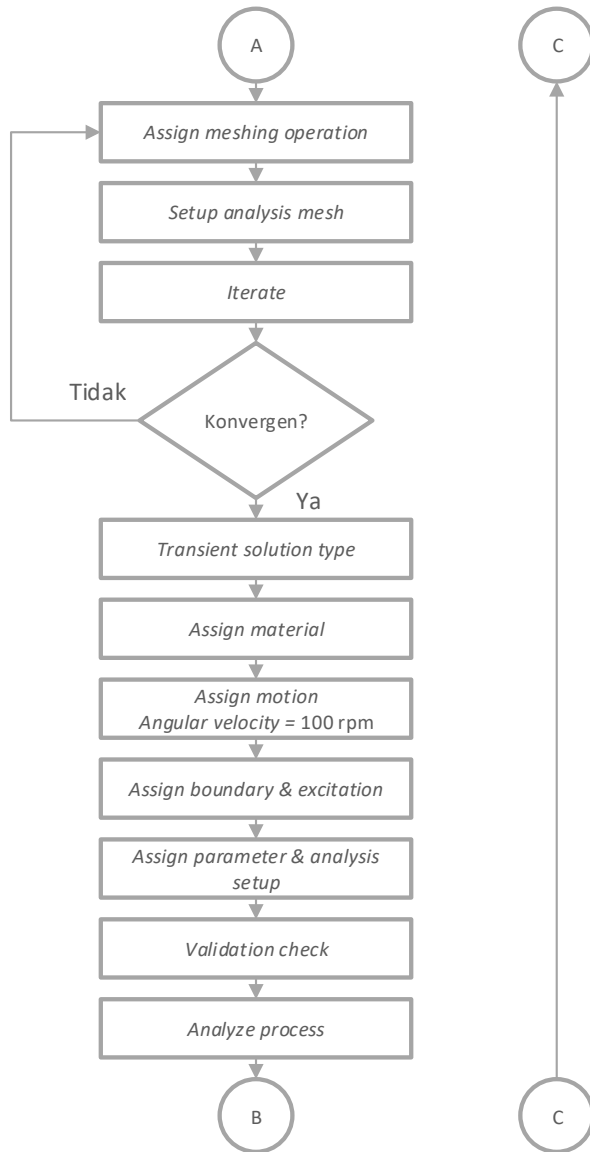 A
C
Assign meshing operation
Setup analysis mesh
Iterate
Tidak
Konvergen?
Ya
Transient solution type
Assign material
Assign motion
Angular velocity = 100 rpm
Assign boundary & excitation
Assign parameter & analysis
setup
Validation check
Analyze process
B
C